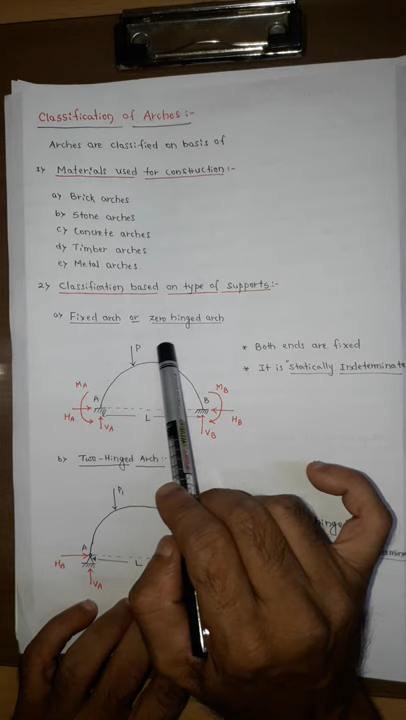 Classification of Arches :-
Arches are classified on basis of
1) Materials used for construction :-
a) Brick arches
b) Stone arches
c) Concrete arches
d) Timber arches
e) Metal arches
2) Classification based on type of supports :-
a) Fixed arch or zero hinged arch
P
* Both ends are fixed
* It is "Statically Indeterminate
MA
MB
A
B
HA
L
HB
VA
VB
b) Two-Hinged Arch :-
P1
hinged
A
HA
L
VA